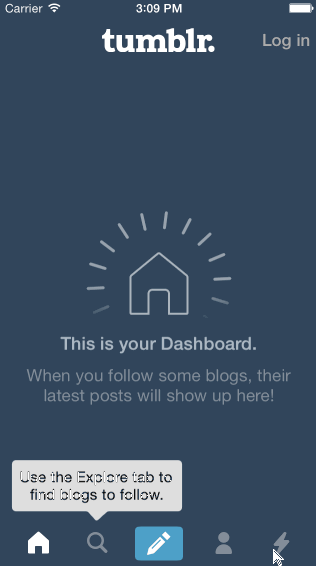 Carrier 3:09 PM
tumblr. Log in
This is your Dashboard.
When you follow some blogs, their
latest posts will show up here!
Use the Explore tab to
find blogs to follow.